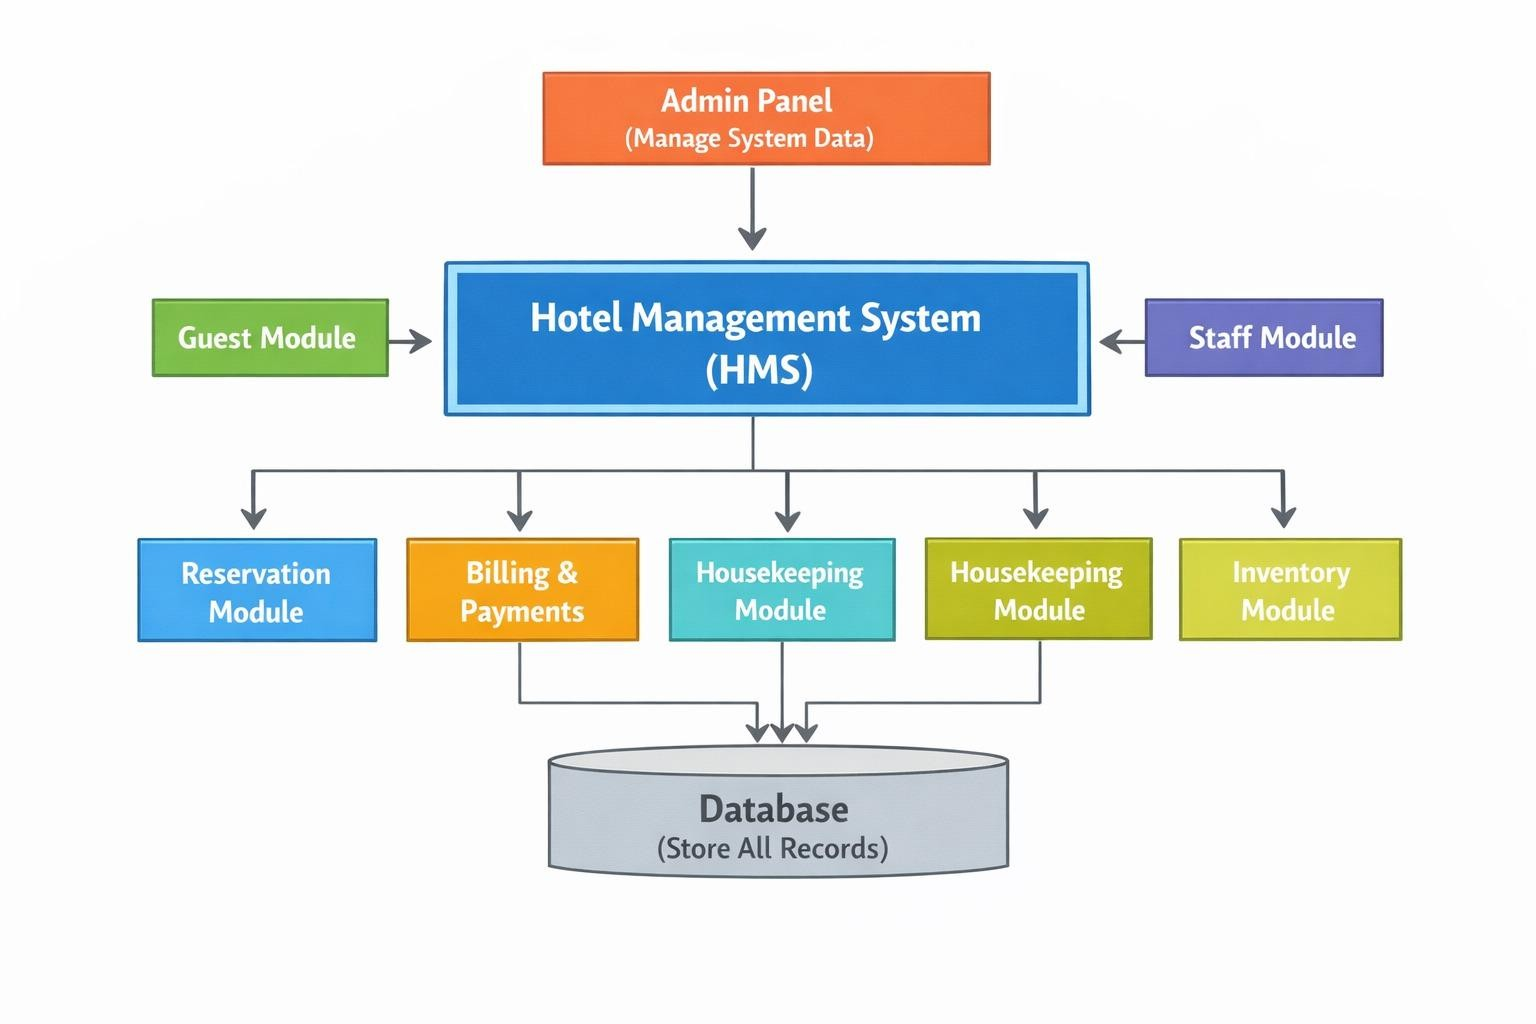 Admin Panel
(Manage System Data)
Guest Module
Hotel Management System
(HMS)
Staff Module
Reservation
Module
Billing &
Payments
Housekeeping
Module
Housekeeping
Module
Inventory
Module
Database
(Store All Records)